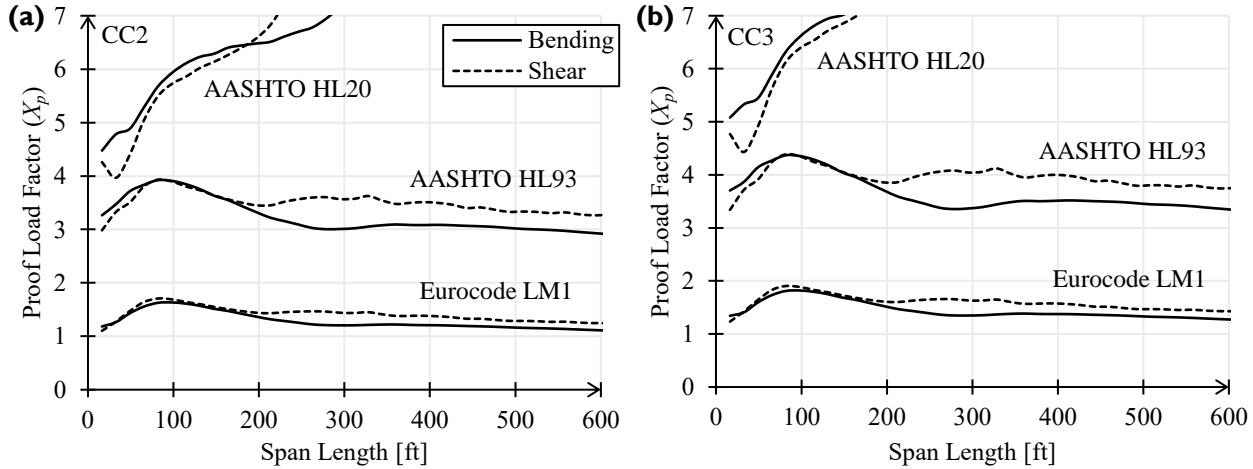 (a)
CC2
Bending
Shear
AASHTO HL20
AASHTO HL93
Eurocode LM1
Proof Load Factor (Xp)
7
6
5
4
3
2
1
0
0 100 200 300 400 500 600
Span Length [ft]
(b)
CC3
AASHTO HL20
AASHTO HL93
Eurocode LM1
Proof Load Factor (Xp)
7
6
5
4
3
2
1
0
0 100 200 300 400 500 600
Span Length [ft]